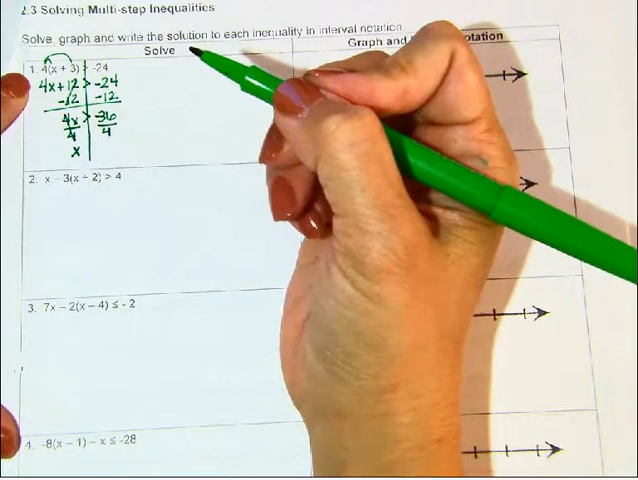 2.3 Solving Multi-step Inequalities
Solve, graph and write the solution to each inequality in interval notation
Solve
Graph and
otation
1. 4(x + 3) > -24
4x + 12 > -24
-12 -12
4x > -36
4 4
x
2. x – 3(x + 2) > 4
3. 7x – 2(x – 4) ≤ - 2
4. -8(x – 1) – x ≤ -28